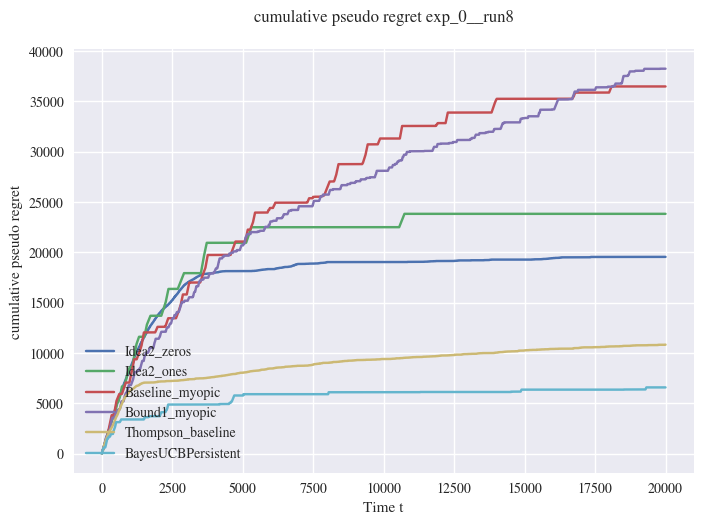 cumulative pseudo regret exp_0__run8
cumulative pseudo regret
40000
35000
30000
25000
20000
15000
10000
5000
0
Idea2_zeros
Idea2_ones
Baseline_myopic
Bound1_myopic
Thompson_baseline
BayesUCBPersistent
0 2500 5000 7500 10000 12500 15000 17500 20000
Time t